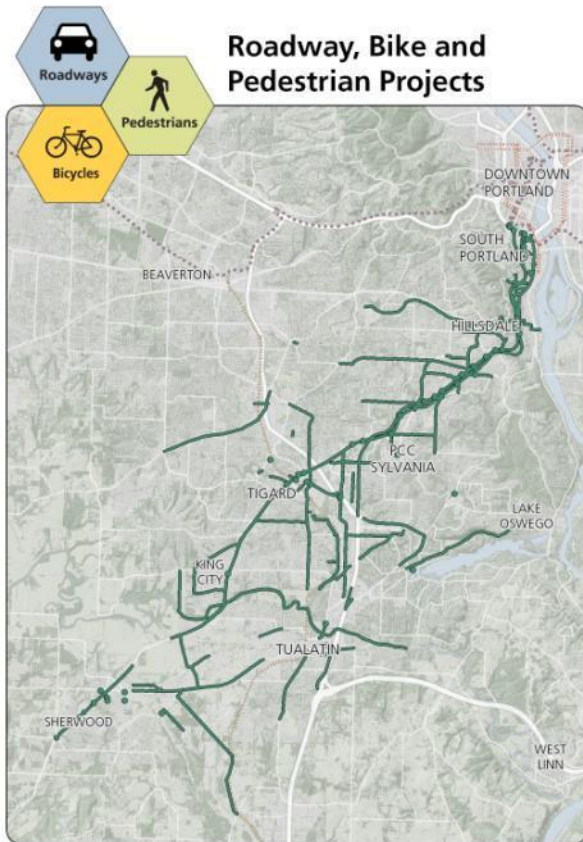 Roadways
Pedestrians
Bicycles
Roadway, Bike and
Pedestrian Projects
DOWNTOWN
PORTLAND
SOUTH
PORTLAND
BEAVERTON
HILLSDALE
PCC
SYLVANIA
TIGARD
LAKE
OSWEGO
KING
CITY
TUALATIN
SHERWOOD
WEST
LINN